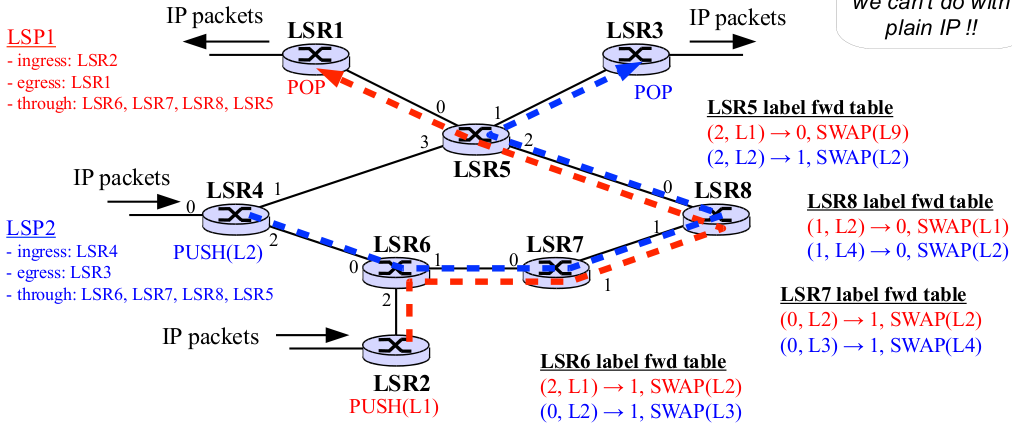 we can't do with
plain IP !!
IP packets
LSR1
LSR3
IP packets
LSP1
- ingress: LSR2
- egress: LSR1
- through: LSR6, LSR7, LSR8, LSR5
POP
POP
0
1
3
2
LSR5
LSR5 label fwd table
(2, L1) → 0, SWAP(L9)
(2, L2) → 1, SWAP(L2)
IP packets
LSR4
1
0
2
PUSH(L2)
LSR8
0
1
LSR8 label fwd table
(1, L2) → 0, SWAP(L1)
(1, L4) → 0, SWAP(L2)
LSP2
- ingress: LSR4
- egress: LSR3
- through: LSR6, LSR7, LSR8, LSR5
LSR6
0
1
2
LSR7
0
1
LSR7 label fwd table
(0, L2) → 1, SWAP(L2)
(0, L3) → 1, SWAP(L4)
IP packets
LSR2
PUSH(L1)
LSR6 label fwd table
(2, L1) → 1, SWAP(L2)
(0, L2) → 1, SWAP(L3)